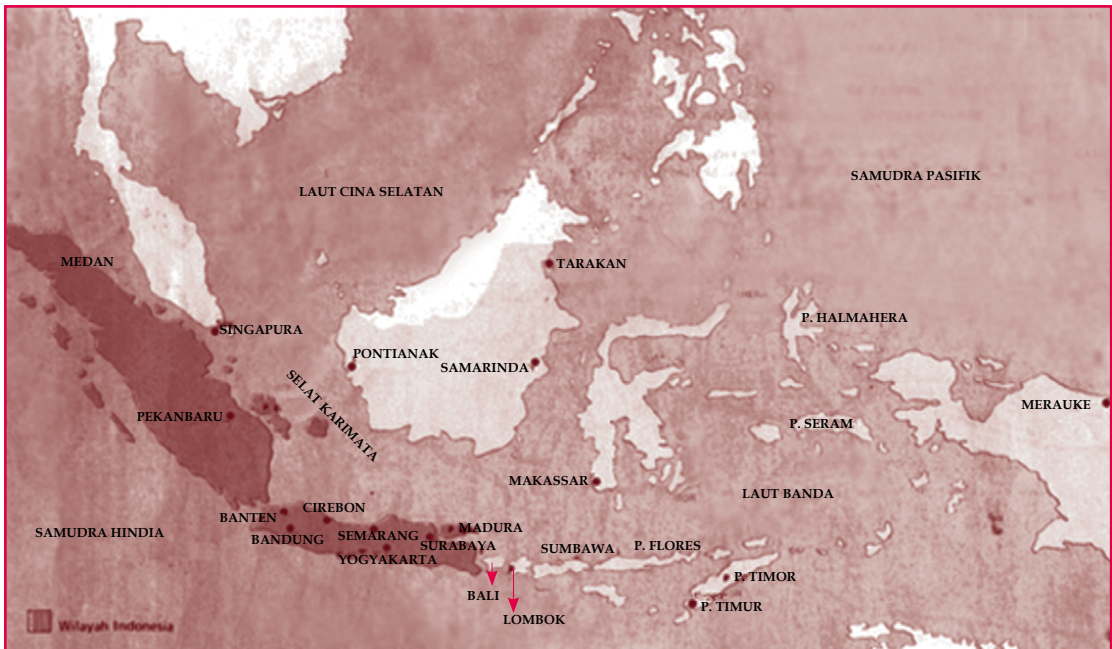 SAMUDRA PASIFIK
LAUT CINA SELATAN
MEDAN
TARAKAN
P. HALMAHERA
SINGAPURA
PONTIANAK
SAMARINDA
SELAT KARIMATA
MERAUKE
PEKANBARU
P. SERAM
MAKASSAR
LAUT BANDA
CIREBON
BANTEN
SAMUDRA HINDIA
MADURA
SEMARANG
BANDUNG
SURABAYA
SUMBAWA
P. FLORES
YOGYAKARTA
P. TIMOR
BALI
P. TIMUR
LOMBOK
Wilayah Indonesia